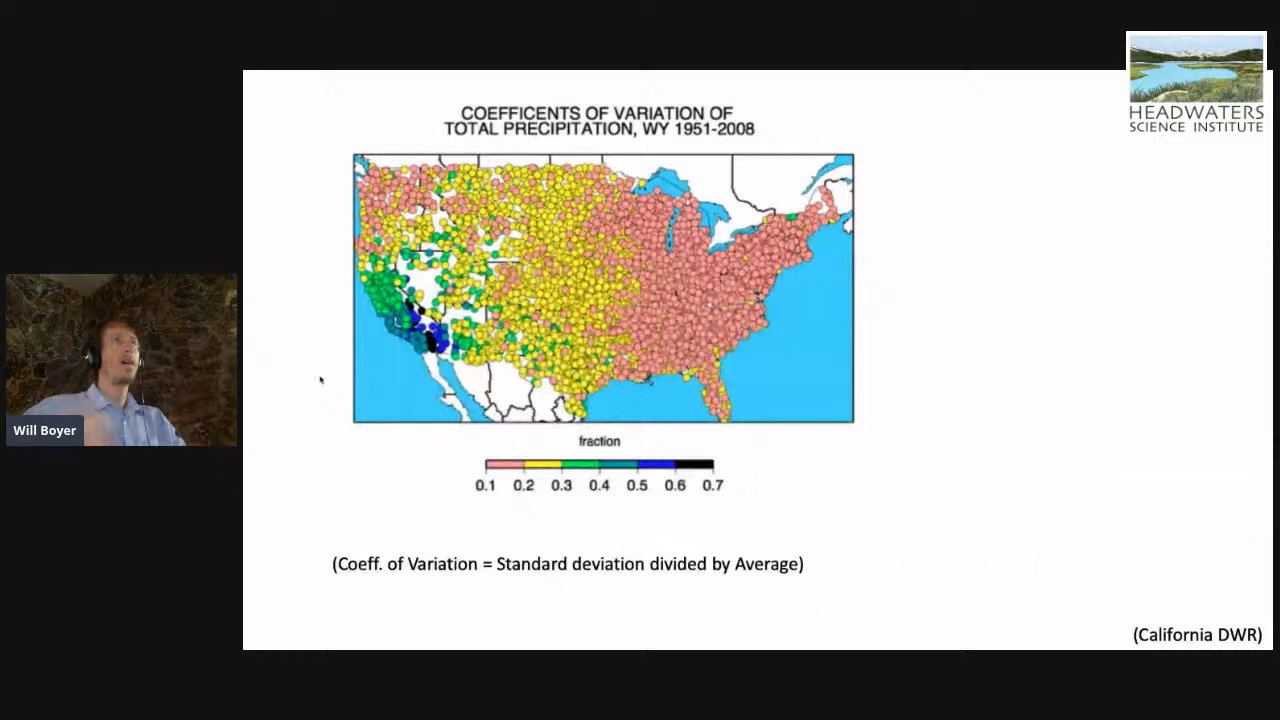 HEADWATERS
SCIENCE INSTITUTE
COEFFICENTS OF VARIATION OF
TOTAL PRECIPITATION, WY 1951-2008
Will Boyer
fraction
0.1 0.2 0.3 0.4 0.5 0.6 0.7
(Coeff. of Variation = Standard deviation divided by Average)
(California DWR)